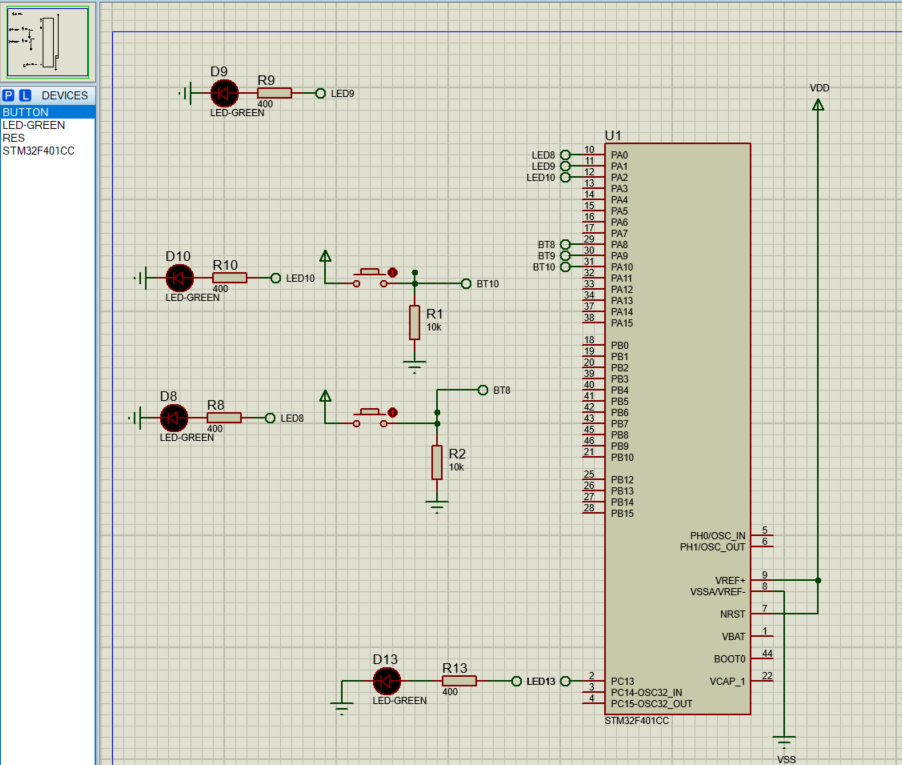 P L DEVICES
BUTTON
LED-GREEN
RES
STM32F401CC
D9
R9
LED9
400
LED-GREEN
D10
R10
LED10
400
LED-GREEN
BT10
R1
10k
D8
R8
LED8
400
LED-GREEN
BT8
R2
10k
D13
R13
LED13
400
LED-GREEN
VDD
U1
LED8 10 PA0
LED9 11 PA1
LED10 12 PA2
13 PA3
14 PA4
15 PA5
16 PA6
17 PA7
BT8 29 PA8
BT9 30 PA9
BT10 31 PA10
32 PA11
33 PA12
34 PA13
37 PA14
38 PA15
18 PB0
19 PB1
20 PB2
39 PB3
40 PB4
41 PB5
42 PB6
43 PB7
45 PB8
46 PB9
21 PB10
25 PB12
26 PB13
27 PB14
28 PB15
PH0/OSC_IN 5
PH1/OSC_OUT 6
VREF+ 9
VSSA/VREF- 8
NRST 7
VBAT 1
BOOT0 44
2 PC13 VCAP_1 22
3 PC14-OSC32_IN
4 PC15-OSC32_OUT
STM32F401CC
VSS